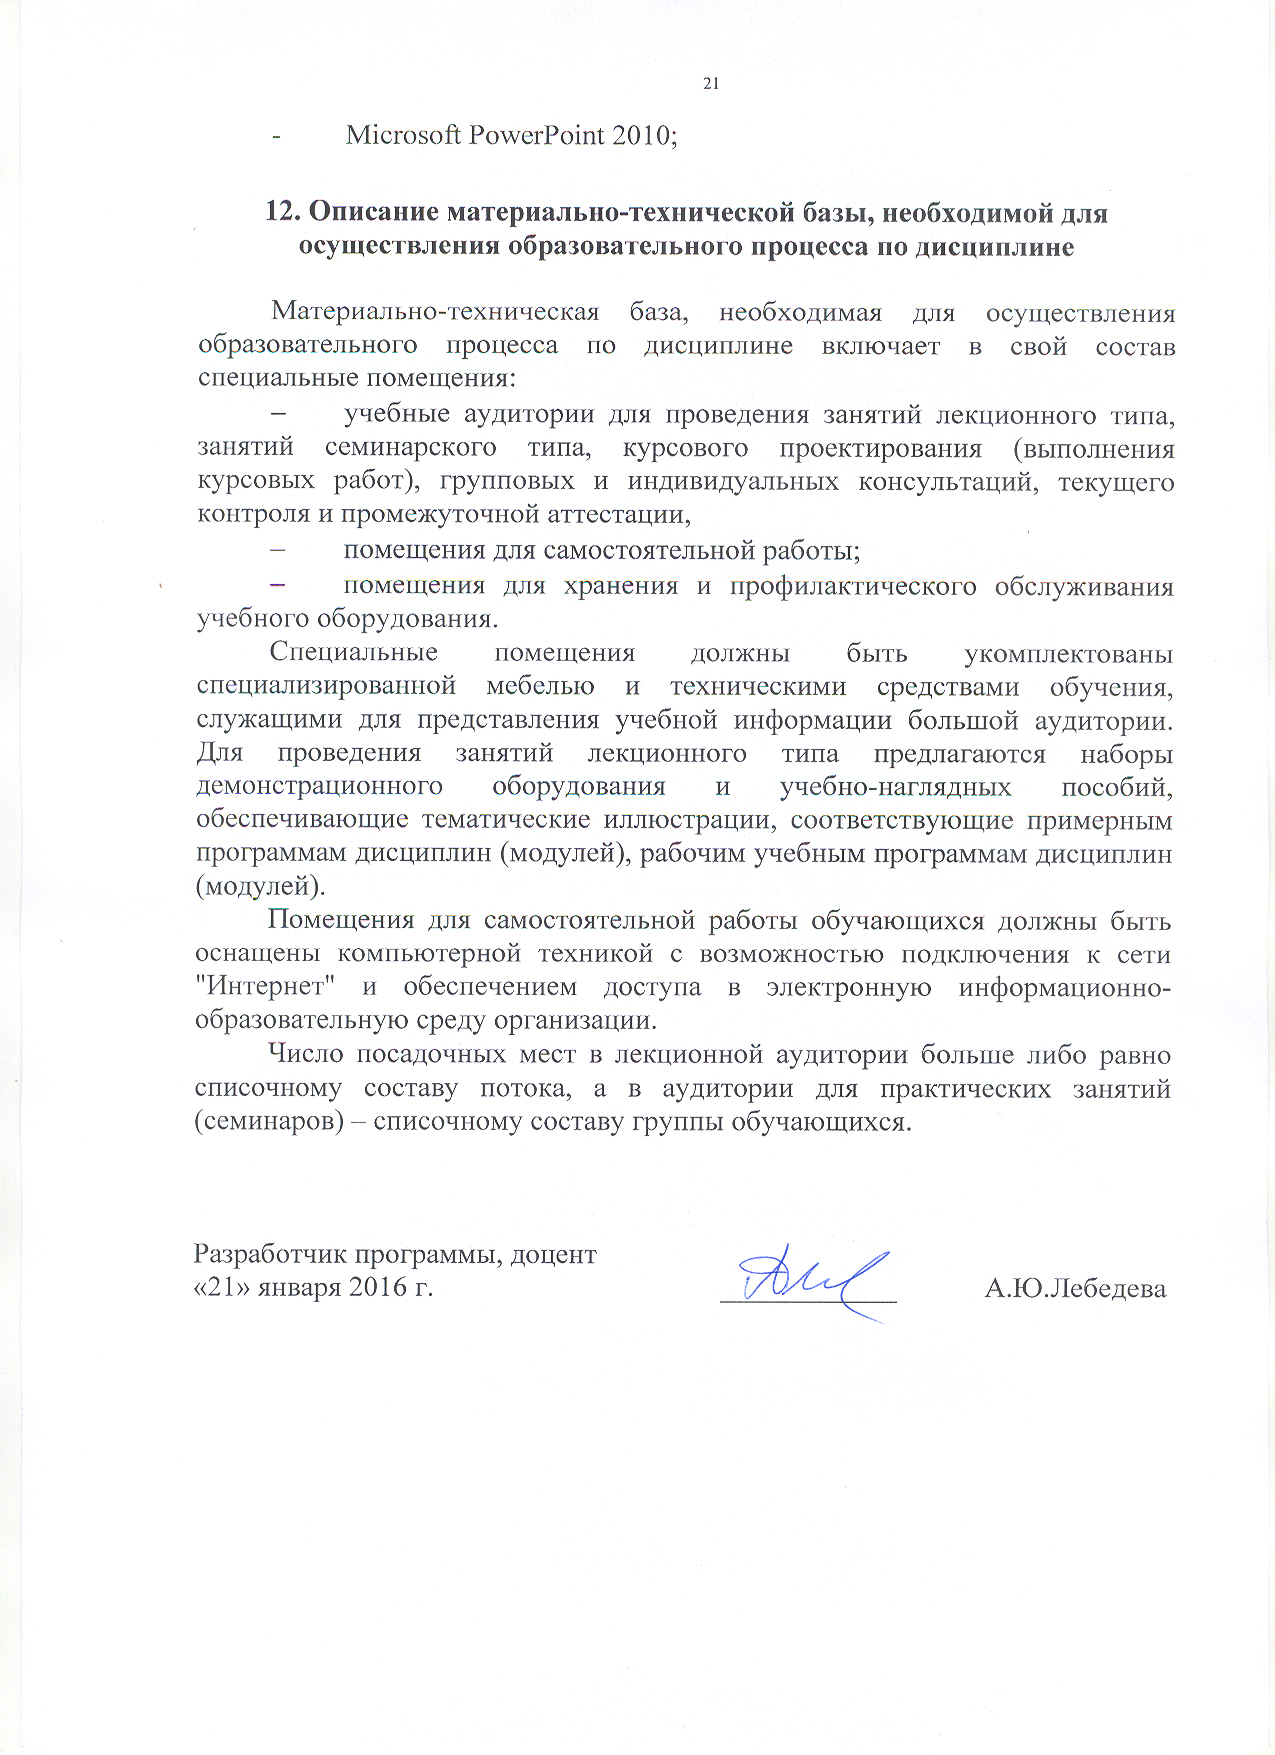 21
- Microsoft PowerPoint 2010;
12. Описание материально-технической базы, необходимой для
осуществления образовательного процесса по дисциплине
Материально-техническая база, необходимая для осуществления
образовательного процесса по дисциплине включает в свой состав
специальные помещения:
– учебные аудитории для проведения занятий лекционного типа,
занятий семинарского типа, курсового проектирования (выполнения
курсовых работ), групповых и индивидуальных консультаций, текущего
контроля и промежуточной аттестации,
– помещения для самостоятельной работы;
– помещения для хранения и профилактического обслуживания
учебного оборудования.
Специальные помещения должны быть укомплектованы
специализированной мебелью и техническими средствами обучения,
служащими для представления учебной информации большой аудитории.
Для проведения занятий лекционного типа предлагаются наборы
демонстрационного оборудования и учебно-наглядных пособий,
обеспечивающие тематические иллюстрации, соответствующие примерным
программам дисциплин (модулей), рабочим учебным программам дисциплин
(модулей).
Помещения для самостоятельной работы обучающихся должны быть
оснащены компьютерной техникой с возможностью подключения к сети
"Интернет" и обеспечением доступа в электронную информационно-
образовательную среду организации.
Число посадочных мест в лекционной аудитории больше либо равно
списочному составу потока, а в аудитории для практических занятий
(семинаров) – списочному составу группы обучающихся.
Разработчик программы, доцент
«21» января 2016 г. А.Ю.Лебедева